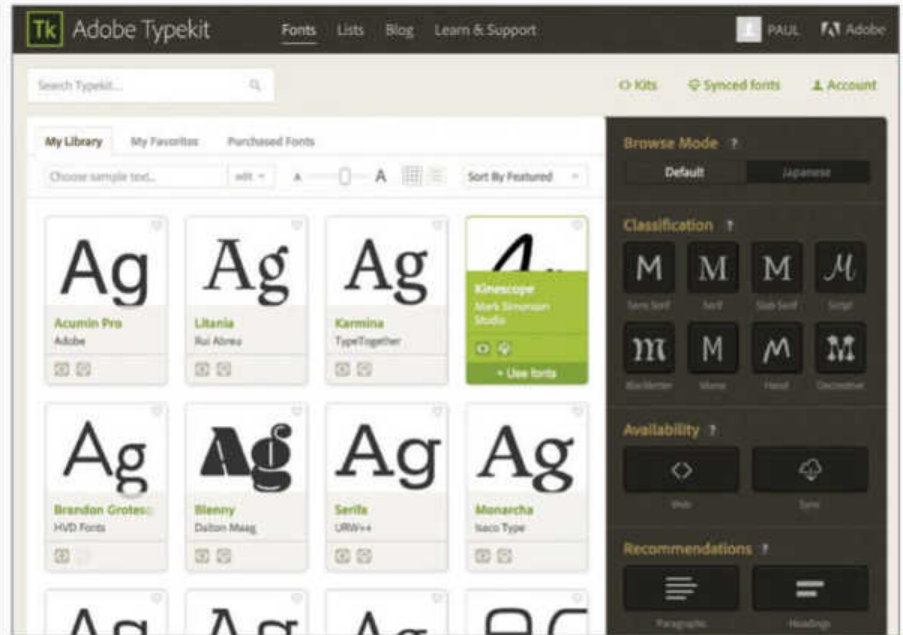 Tk Adobe Typekit Fonts Lists Blog Learn & Support PAUL Adobe
Search Typekit... Kits Synced fonts Account
My Library My Favorites Purchased Fonts
Choose sample text... edit A A Sort By Featured
Browse Mode ?
Default Japanese
Classification ?
M M M M
Sans Serif Serif Slab Serif Script
m M M M
Blackletter Mono Hand Decorative
Availability ?
Web Sync
Recommendations ?
Paragraphs Headings
Ag Ag Ag
Acumin Pro Litania Karmina Kinescope
Adobe Rui Abreu TypeTogether Mark Simonson
Studio
+ Use fonts
Ag Ag Ag Ag
Brandon Grotesq Blenny Serifa Monarcha
HVD Fonts Dalton Maag URW++ Isaco Type
Ag Ag Ag AG